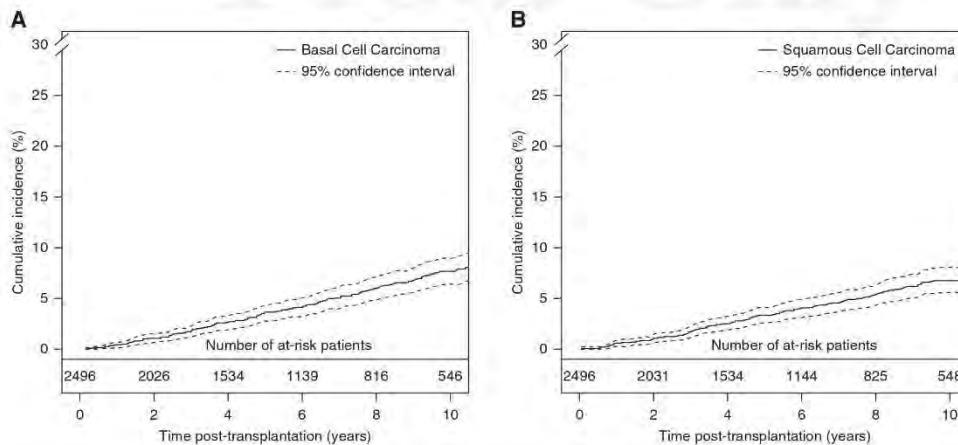 A
Cumulative incidence (%)
30
25
20
15
10
5
0
Basal Cell Carcinoma
95% confidence interval
Number of at-risk patients
2496 2026 1534 1139 816 546
0 2 4 6 8 10
Time post-transplantation (years)
B
Cumulative incidence (%)
30
25
20
15
10
5
0
Squamous Cell Carcinoma
95% confidence interval
Number of at-risk patients
2496 2031 1534 1144 825 548
0 2 4 6 8 10
Time post-transplantation (years)